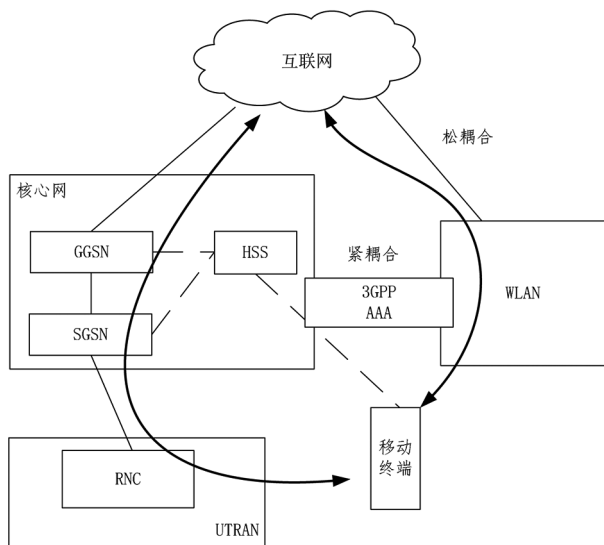 互联网
松耦合
核心网
GGSN
HSS
紧耦合
3GPP
AAA
WLAN
SGSN
移动
终端
RNC
UTRAN